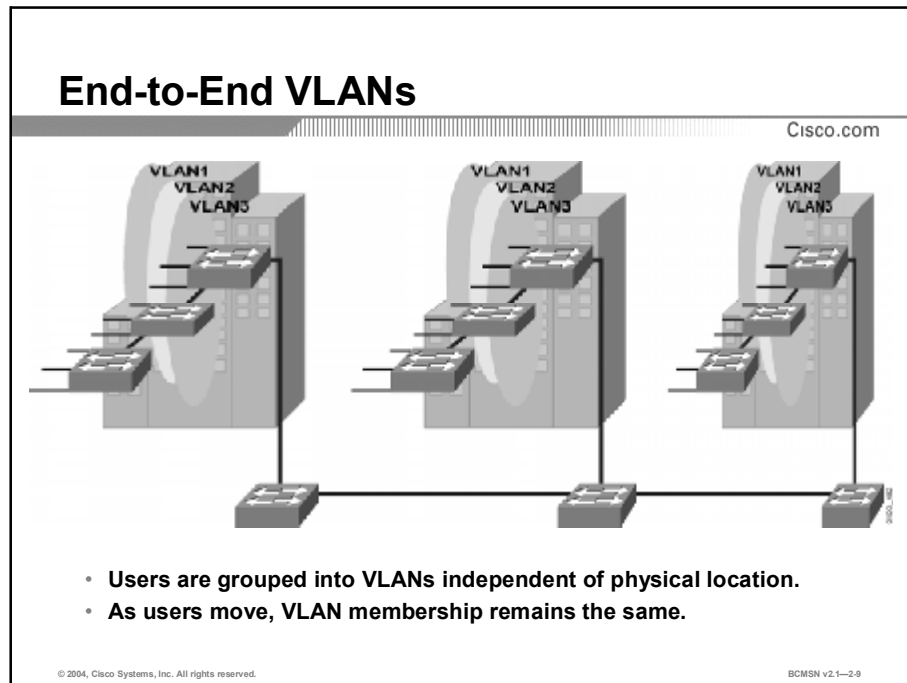 End-to-End VLANs
Cisco.com
VLAN1
VLAN2
VLAN3
VLAN1
VLAN2
VLAN3
VLAN1
VLAN2
VLAN3
• Users are grouped into VLANs independent of physical location.
• As users move, VLAN membership remains the same.
© 2004, Cisco Systems, Inc. All rights reserved.
BCMSN v2.1—2-9